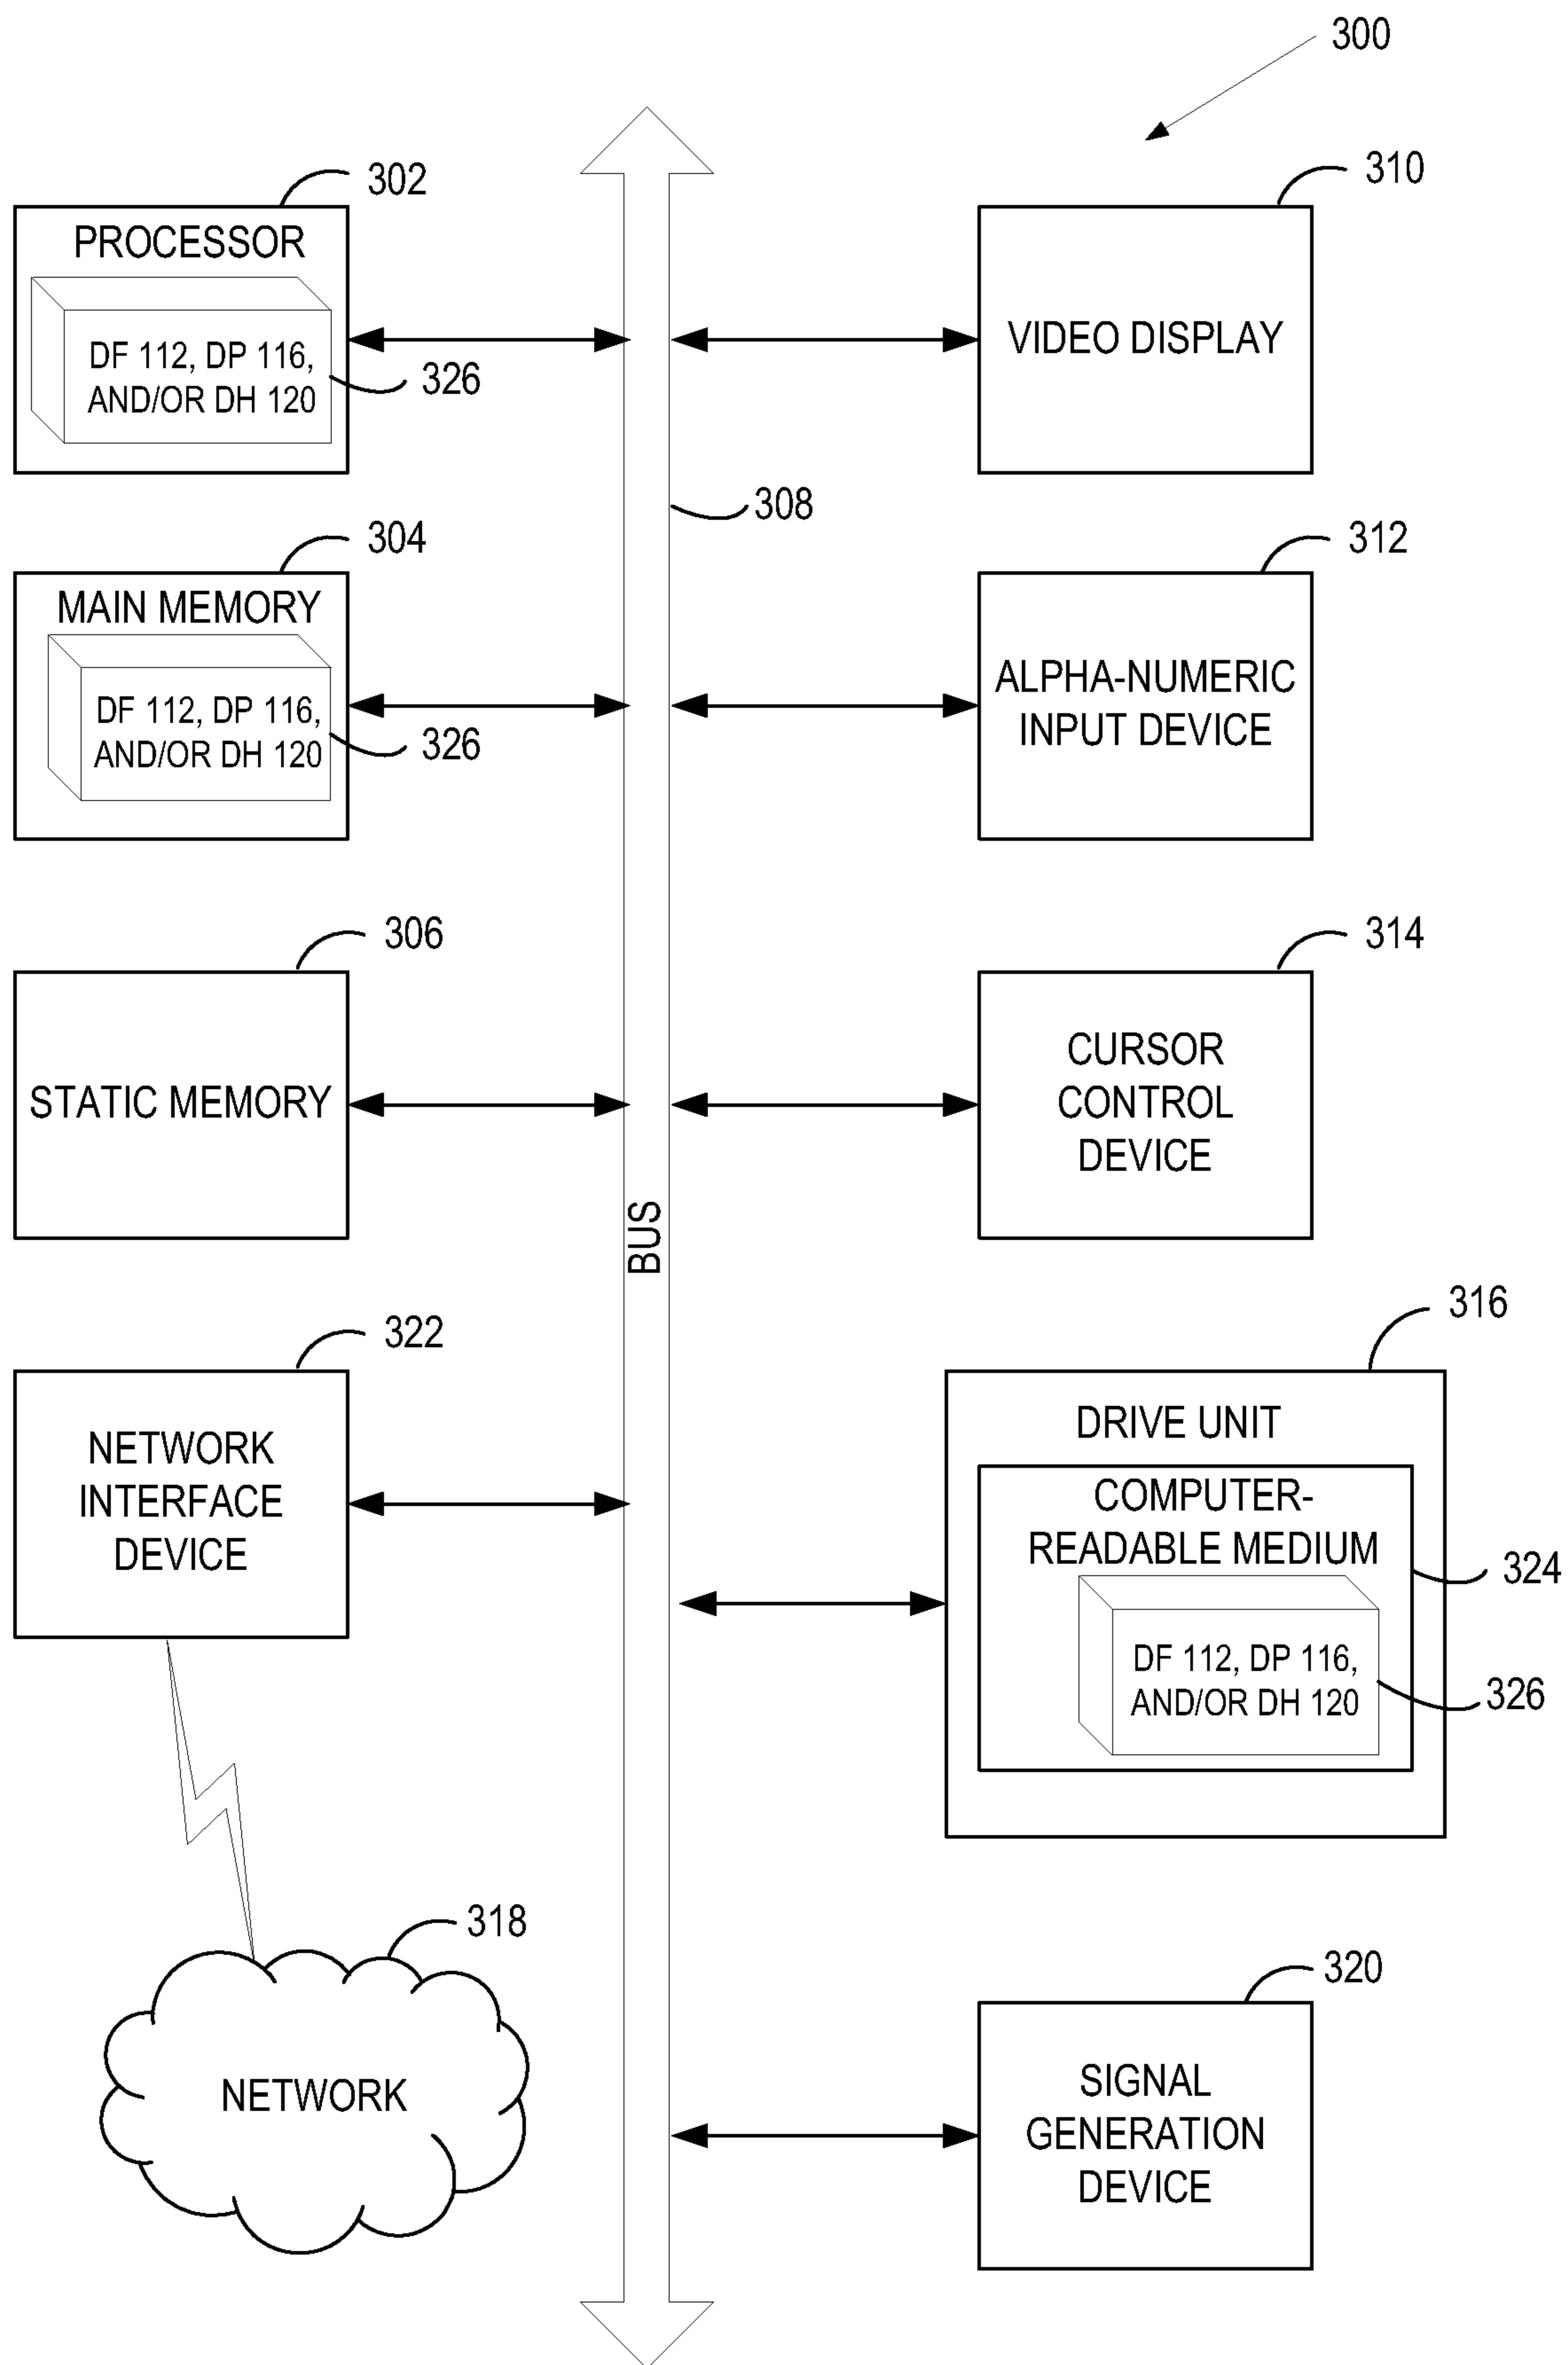 300
302
PROCESSOR
DF 112, DP 116,
AND/OR DH 120
326
310
VIDEO DISPLAY
308
304
MAIN MEMORY
DF 112, DP 116,
AND/OR DH 120
326
312
ALPHA-NUMERIC
INPUT DEVICE
306
STATIC MEMORY
314
CURSOR
CONTROL
DEVICE
BUS
322
NETWORK
INTERFACE
DEVICE
316
DRIVE UNIT
COMPUTER-
READABLE MEDIUM
324
DF 112, DP 116,
AND/OR DH 120
326
318
NETWORK
320
SIGNAL
GENERATION
DEVICE